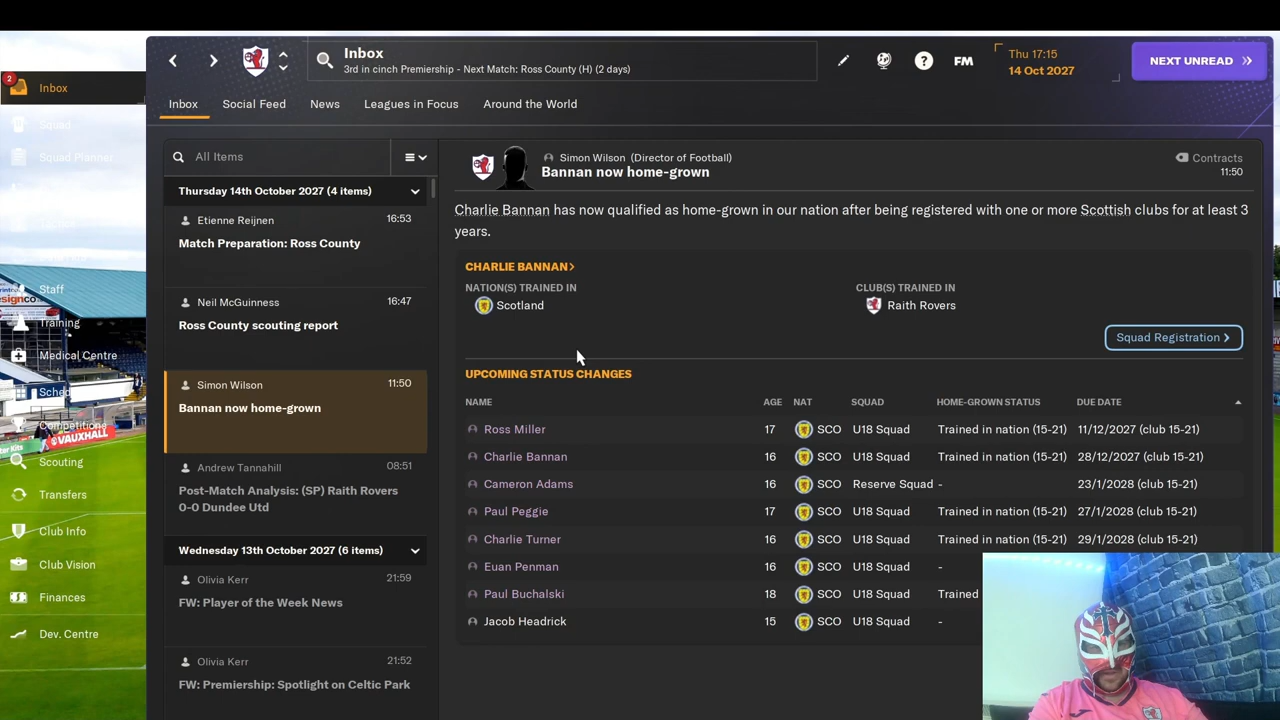 Inbox
3rd in cinch Premiership - Next Match: Ross County (H) (2 days)
FM
Thu 17:15
14 Oct 2027
NEXT UNREAD
2
Inbox
Squad
Squad Planner
Staff
Training
Medical Centre
Competitions
Scouting
Transfers
Club Info
Club Vision
Finances
Dev. Centre
VAUXHALL
Inbox
Social Feed
News
Leagues in Focus
Around the World
All Items
Thursday 14th October 2027 (4 items)
Etienne Reijnen 16:53
Match Preparation: Ross County
Neil McGuinness 16:47
Ross County scouting report
Simon Wilson 11:50
Bannan now home-grown
Andrew Tannahill 08:51
Post-Match Analysis: (SP) Raith Rovers
0-0 Dundee Utd
Wednesday 13th October 2027 (6 items)
Olivia Kerr 21:59
FW: Player of the Week News
Olivia Kerr 21:52
FW: Premiership: Spotlight on Celtic Park
Simon Wilson (Director of Football)
Bannan now home-grown
Contracts
11:50
Charlie Bannan has now qualified as home-grown in our nation after being registered with one or more Scottish clubs for at least 3
years.
CHARLIE BANNAN>
NATION(S) TRAINED IN CLUB(S) TRAINED IN
Scotland Raith Rovers
Squad Registration >
UPCOMING STATUS CHANGES
NAME AGE NAT SQUAD HOME-GROWN STATUS DUE DATE
Ross Miller 17 SCO U18 Squad Trained in nation (15-21) 11/12/2027 (club 15-21)
Charlie Bannan 16 SCO U18 Squad Trained in nation (15-21) 28/12/2027 (club 15-21)
Cameron Adams 16 SCO Reserve Squad - 23/1/2028 (club 15-21)
Paul Peggie 17 SCO U18 Squad Trained in nation (15-21) 27/1/2028 (club 15-21)
Charlie Turner 16 SCO U18 Squad Trained in nation (15-21) 29/1/2028 (club 15-21)
Euan Penman 16 SCO U18 Squad -
Paul Buchalski 18 SCO U18 Squad Trained
Jacob Headrick 15 SCO U18 Squad -